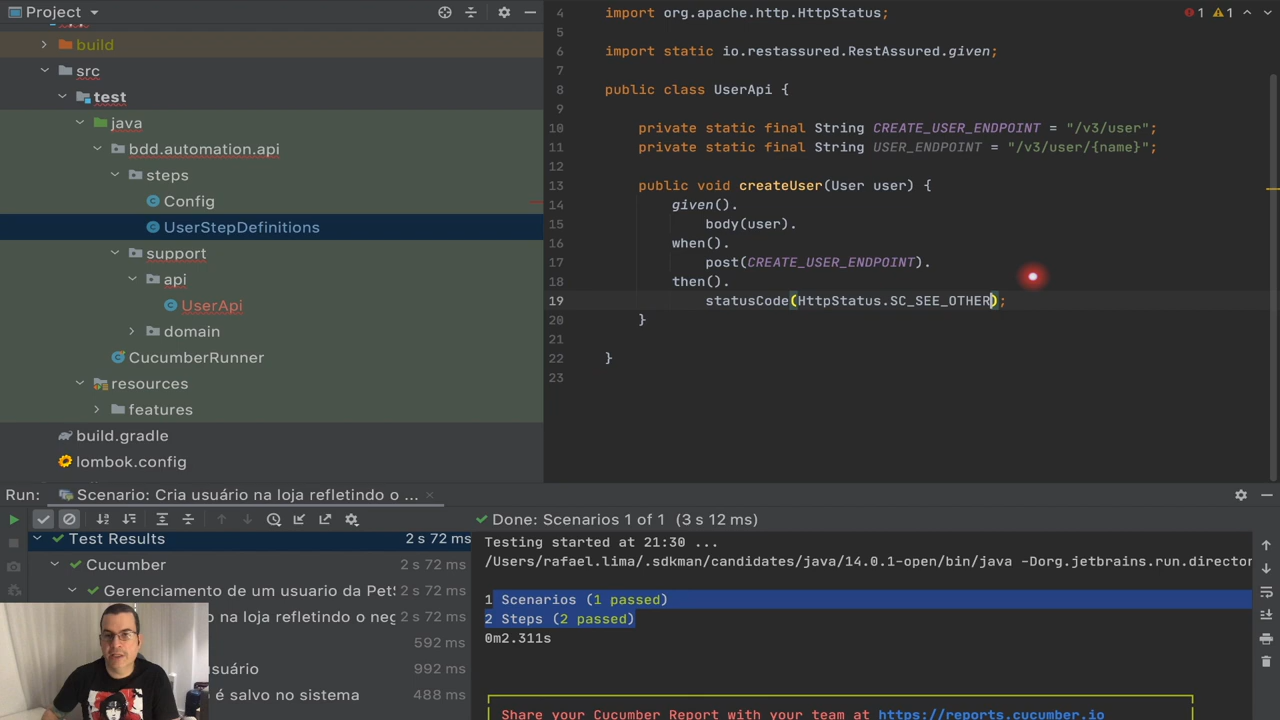 Project
build
src
test
java
bdd.automation.api
steps
Config
UserStepDefinitions
support
api
UserApi
domain
CucumberRunner
resources
features
build.gradle
lombok.config
1 1
4 import org.apache.http.HttpStatus;
5
6 import static io.restassured.RestAssured.given;
7
8 public class UserApi {
9
10 private static final String CREATE_USER_ENDPOINT = "/v3/user";
11 private static final String USER_ENDPOINT = "/v3/user/{name}";
12
13 public void createUser(User user) {
14 given().
15 body(user).
16 when().
17 post(CREATE_USER_ENDPOINT).
18 then().
19 statusCode(HttpStatus.SC_SEE_OTHER);
20 }
21
22 }
23
Run: Scenario: Cria usuário na loja refletindo o ... ×
Test Results 2 s 72 ms
Cucumber 2 s 72 ms
Gerenciamento de um usuario da PetS 2 s 72 ms
na loja refletindo o neg 2 s 72 ms
592 ms
usuário 992 ms
é salvo no sistema 488 ms
Done: Scenarios 1 of 1 (3 s 12 ms)
Testing started at 21:30 ...
/Users/rafael.lima/.sdkman/candidates/java/14.0.1-open/bin/java -Dorg.jetbrains.run.director
1 Scenarios (1 passed)
2 Steps (2 passed)
0m2.311s
Share your Cucumber Report with your team at https://reports.cucumber.io